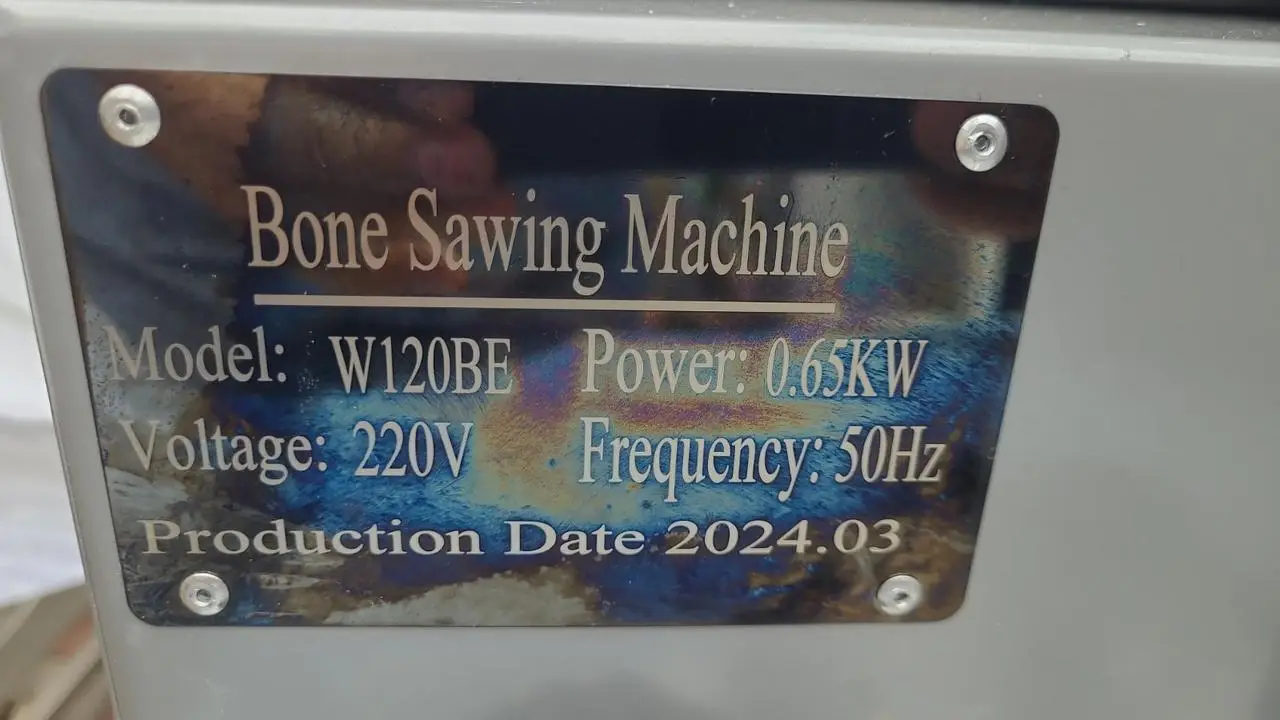 Bone Sawing Machine
Model: W120BE Power: 0.65KW
Voltage: 220V Frequency: 50Hz
Production Date 2024.03